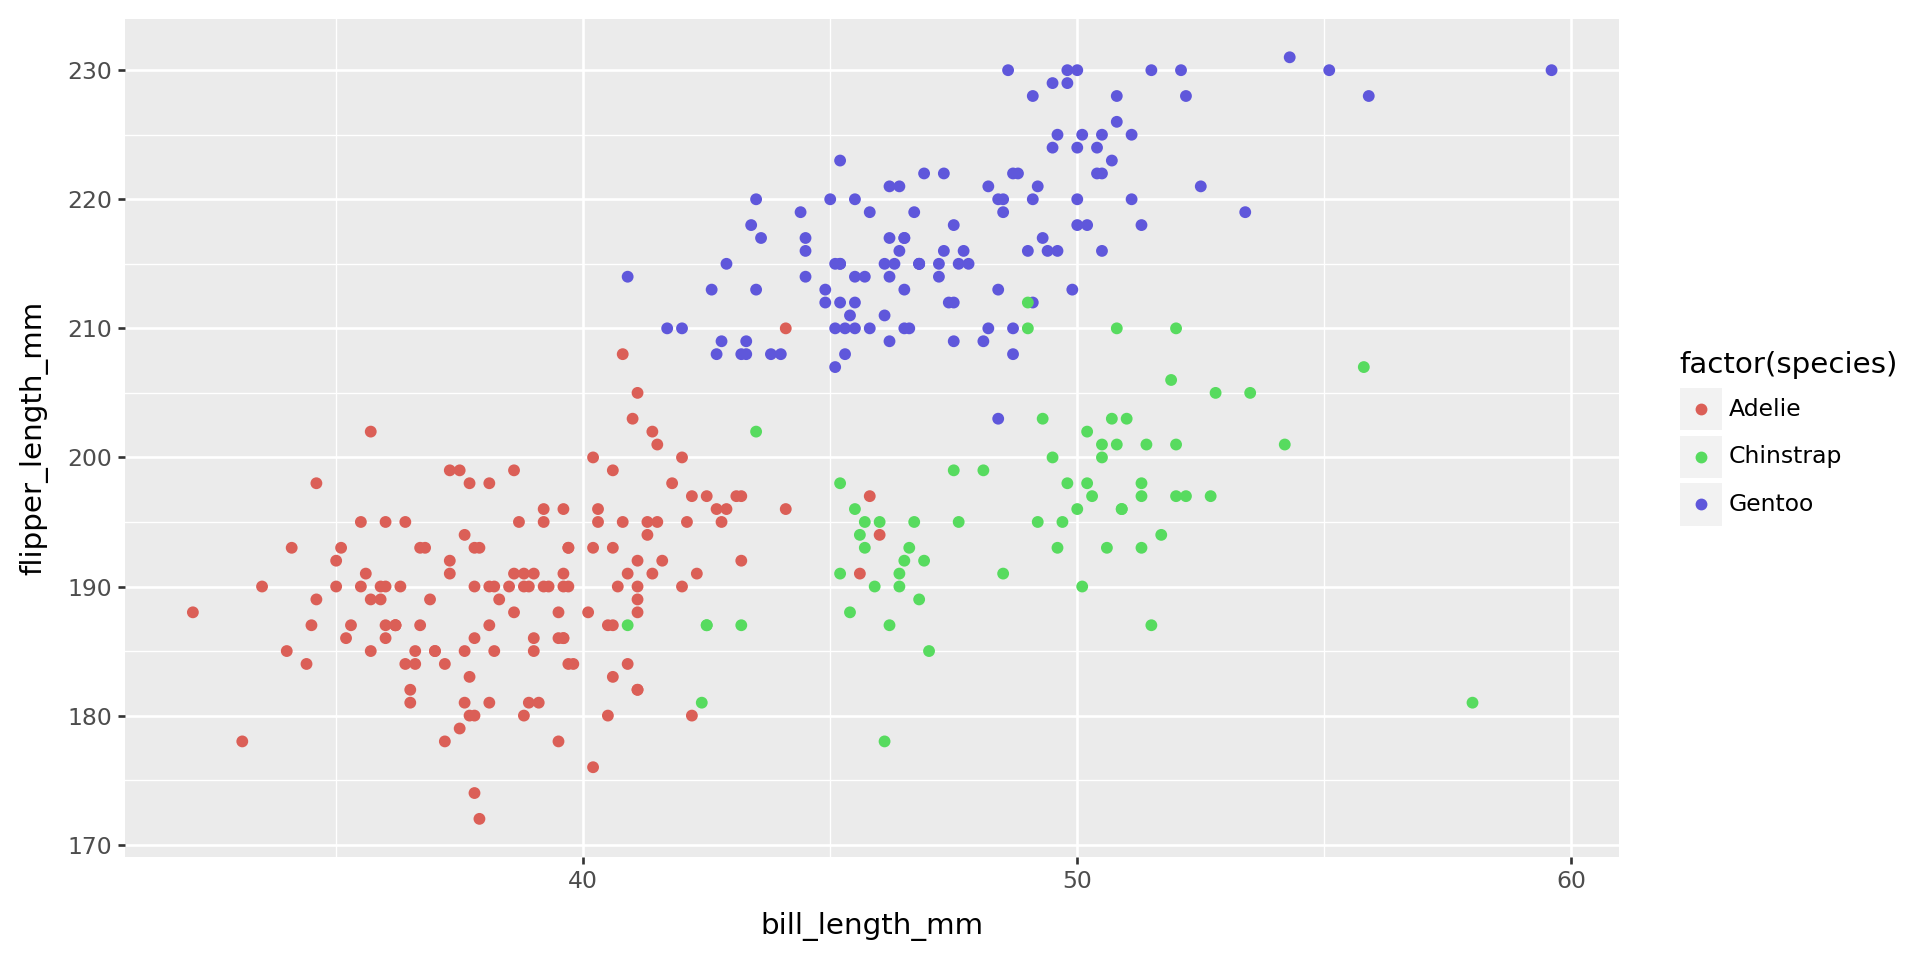 230
220
210
200
190
180
170
flipper_length_mm
40
50
60
bill_length_mm
factor(species)
Adelie
Chinstrap
Gentoo